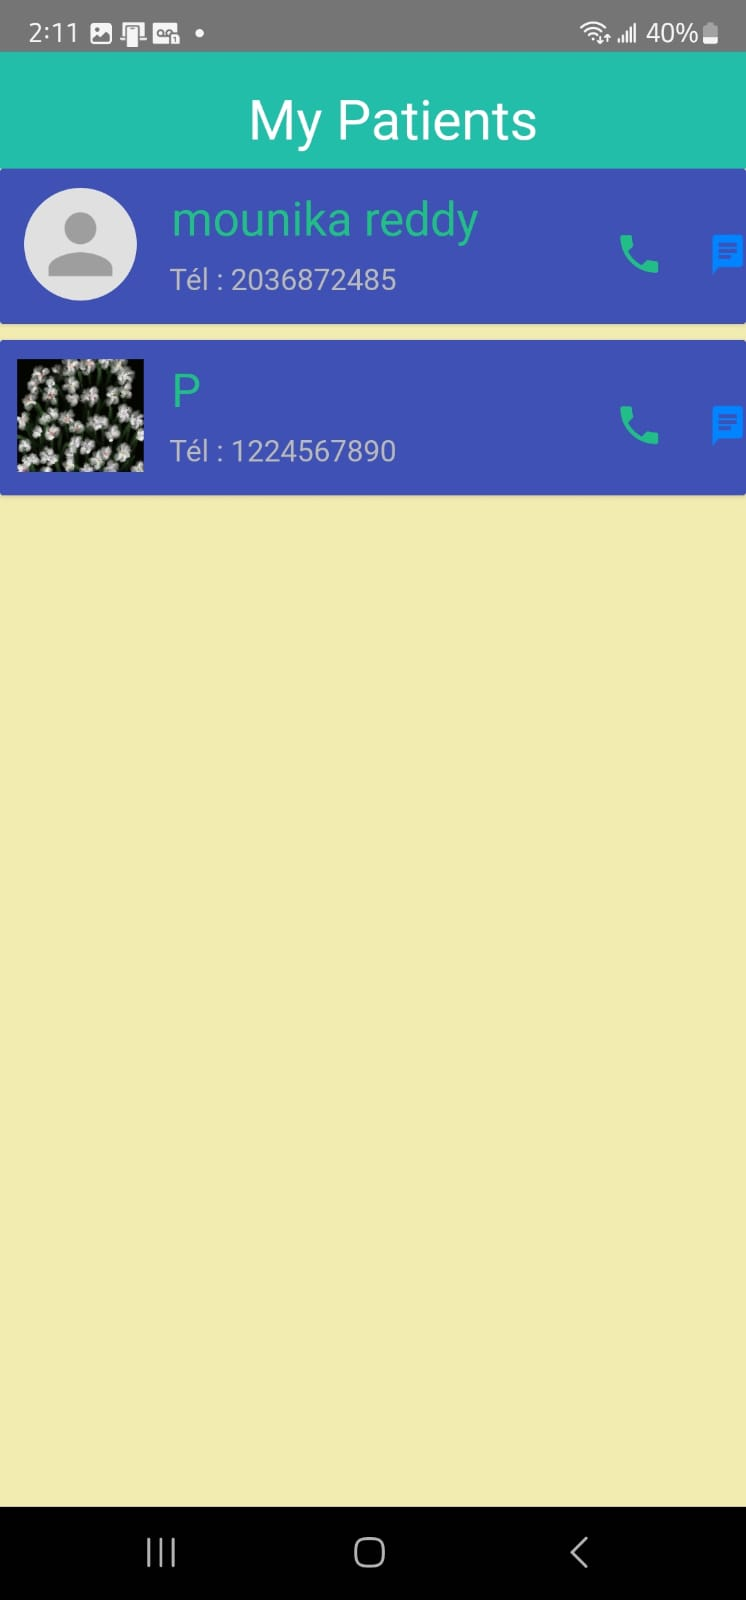 2:11 40%
My Patients
mounika reddy
Tél : 2036872485
P
Tél : 1224567890